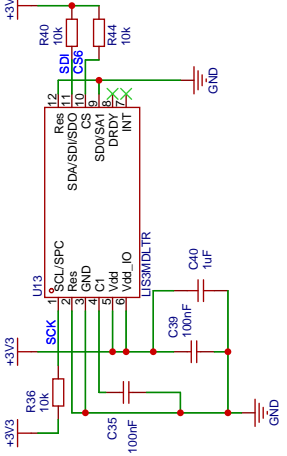 +3V3
R40
10k
R44
10k
SDI
CS6
GND
12
11
10
9
8
7
Res
SDA/SDI/SDO
CS
SD0/SA1
DRDY
INT
U13
LIS3MDLTR
SCL/SPC
Res
GND
C1
Vdd
Vdd_IO
1
2
3
4
5
6
SCK
+3V3
R36
10k
+3V3
C35
100nF
C39
100nF
C40
1uF
GND